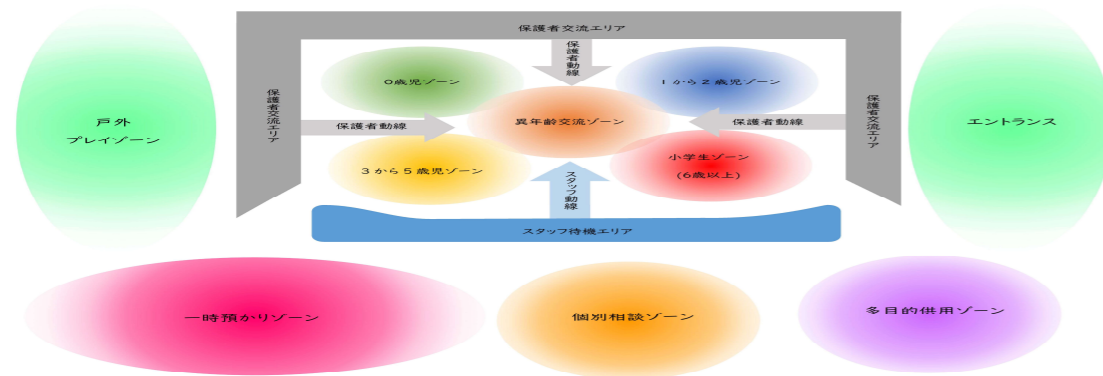 保護者交流エリア
保護者動線
0歳児ゾーン
1から2歳児ゾーン
戸外
プレイゾーン
保護者交流エリア
保護者動線
異年齢交流ゾーン
保護者動線
保護者交流エリア
エントランス
3から5歳児ゾーン
小学生ゾーン
(6歳以上)
スタッフ動線
スタッフ待機エリア
一時預かりゾーン
個別相談ゾーン
多目的供用ゾーン